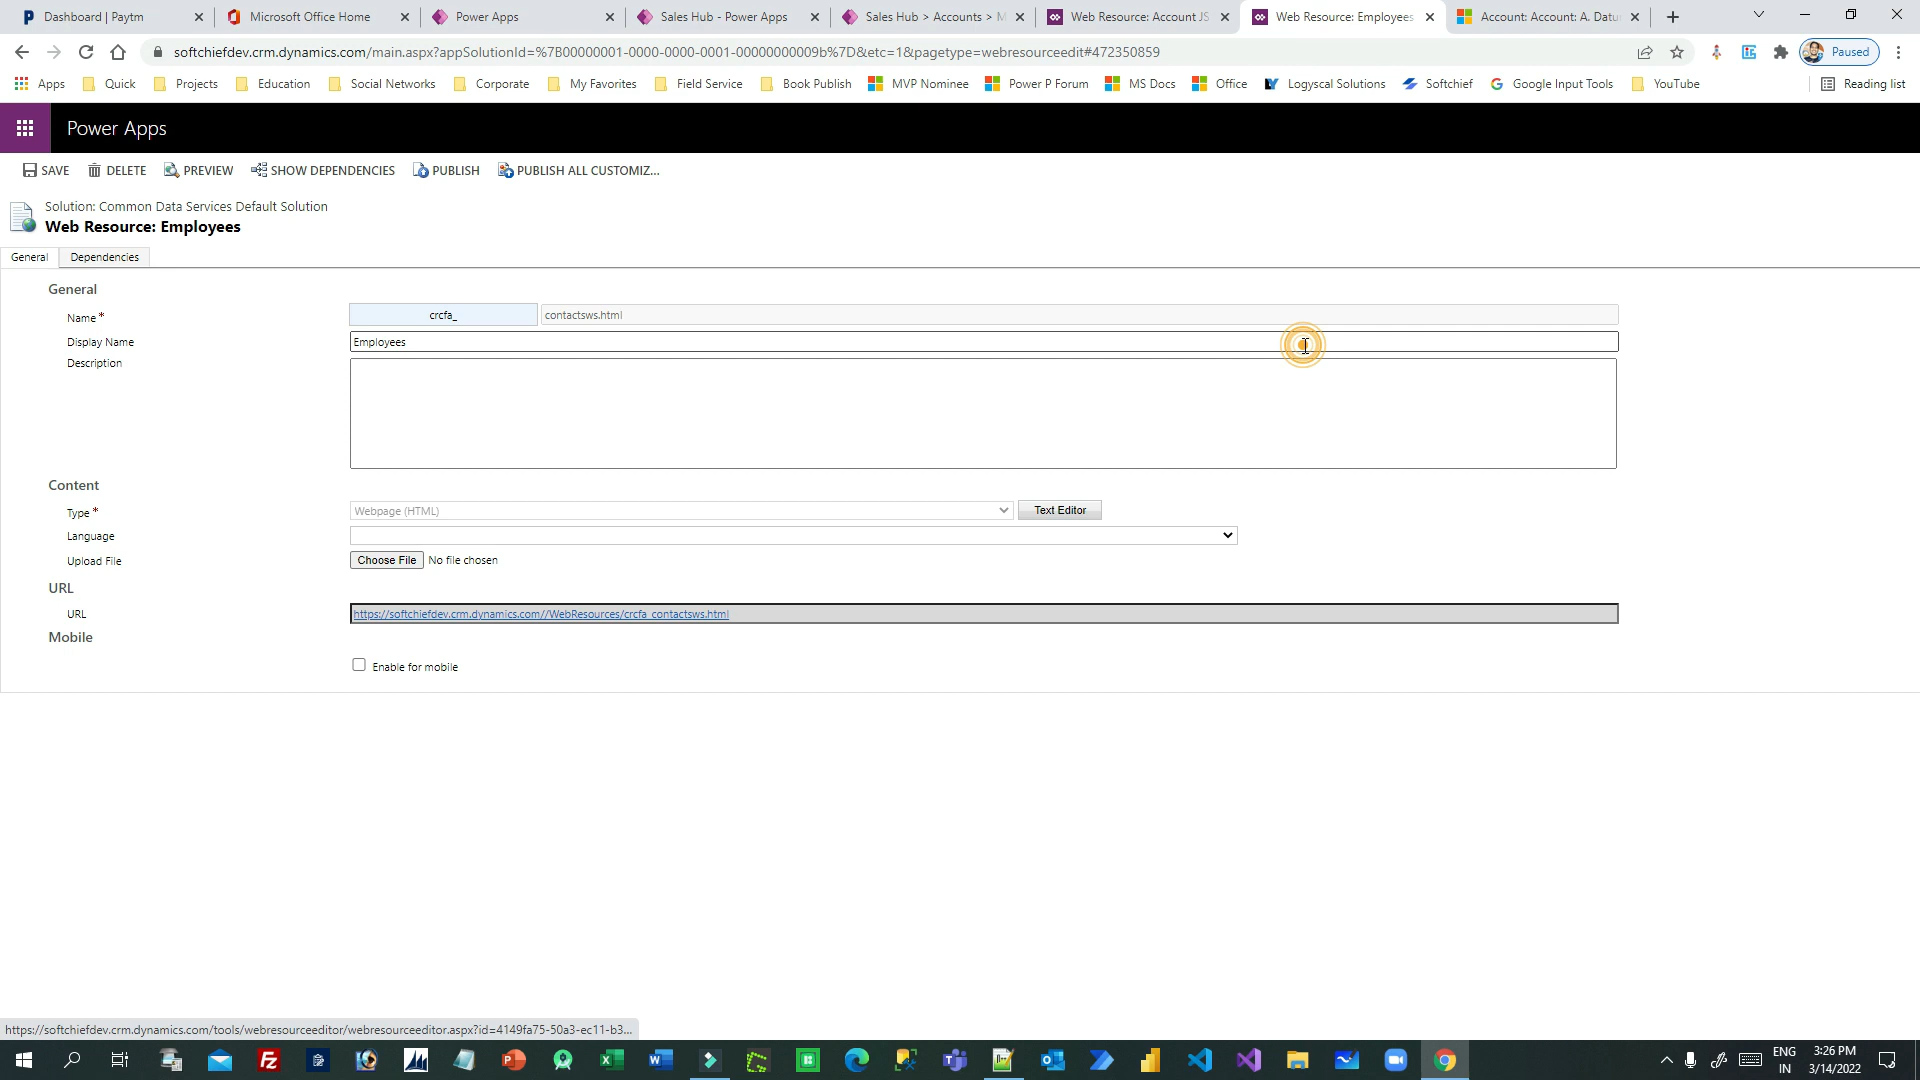 Dashboard | Paytm
Microsoft Office Home
Power Apps
Sales Hub - Power Apps
Sales Hub > Accounts > M
Web Resource: Account JS
Web Resource: Employees
Account: Account: A. Datu
softchiefdev.crm.dynamics.com/main.aspx?appSolutionId=%7B00000001-0000-0000-0001-00000000009b%7D&etc=1&pagetype=webresourceedit#472350859
Paused
Apps
Quick
Projects
Education
Social Networks
Corporate
My Favorites
Field Service
Book Publish
MVP Nominee
Power P Forum
MS Docs
Office
Logyscal Solutions
Softchief
Google Input Tools
YouTube
Reading list
Power Apps
SAVE
DELETE
PREVIEW
SHOW DEPENDENCIES
PUBLISH
PUBLISH ALL CUSTOMIZ...
Solution: Common Data Services Default Solution
Web Resource: Employees
General
Dependencies
General
Name *
crcfa_
contactsws.html
Display Name
Employees
Description
Content
Type *
Webpage (HTML)
Text Editor
Language
Upload File
Choose File No file chosen
URL
URL
https://softchiefdev.crm.dynamics.com//WebResources/crcfa_contactsws.html
Mobile
Enable for mobile
https://softchiefdev.crm.dynamics.com/tools/webresourceeditor/webresourceeditor.aspx?id=4149fa75-50a3-ec11-b3...
ENG
IN
3:26 PM
3/14/2022